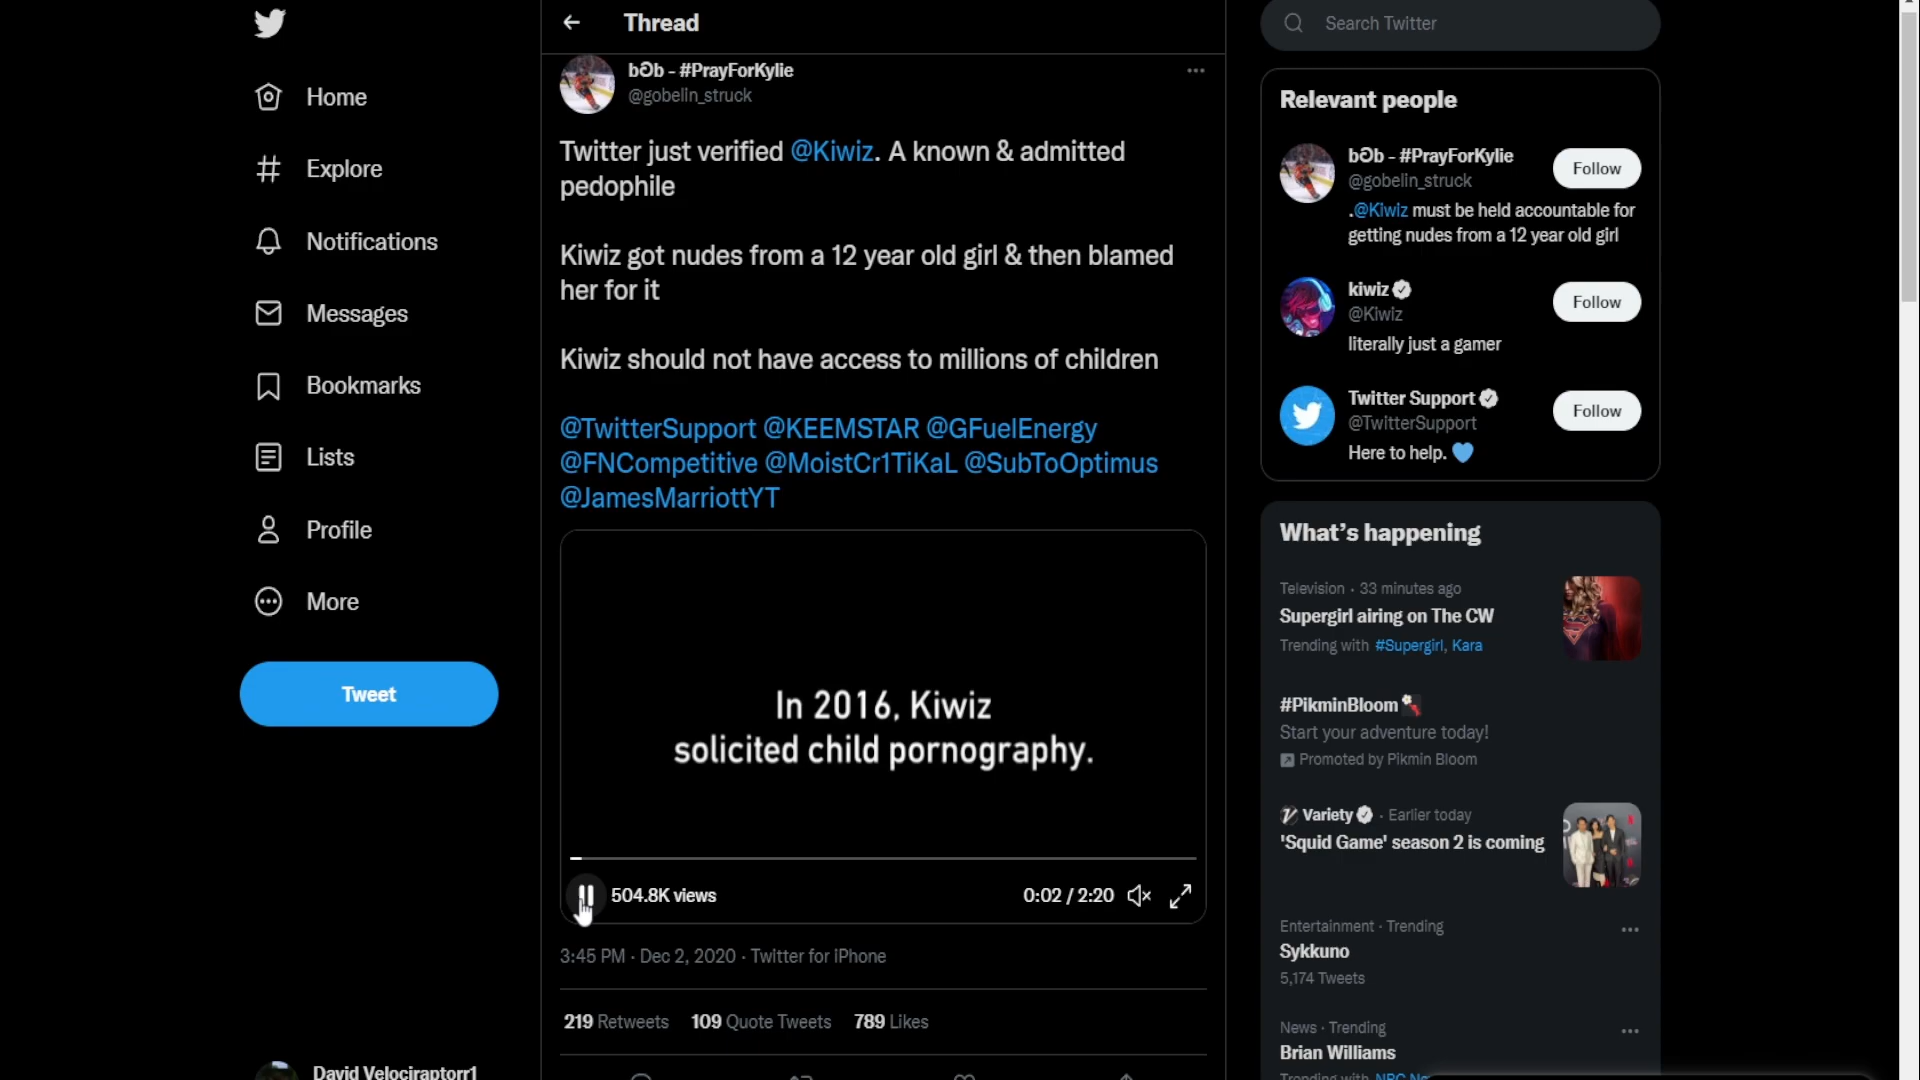 Home
Explore
Notifications
Messages
Bookmarks
Lists
Profile
More
Tweet
David Velociraptorr1
Thread
bᘐb - #PrayForKylie
@gobelin_struck
Twitter just verified @Kiwiz. A known & admitted
pedophile
Kiwiz got nudes from a 12 year old girl & then blamed
her for it
Kiwiz should not have access to millions of children
@TwitterSupport @KEEMSTAR @GFuelEnergy
@FNCompetitive @MoistCr1TiKaL @SubToOptimus
@JamesMarriottYT
In 2016, Kiwiz
solicited child pornography.
504.8K views
0:02 / 2:20
3:45 PM · Dec 2, 2020 · Twitter for iPhone
219 Retweets 109 Quote Tweets 789 Likes
Search Twitter
Relevant people
bᘐb - #PrayForKylie
@gobelin_struck
Follow
.@Kiwiz must be held accountable for
getting nudes from a 12 year old girl
kiwiz
@Kiwiz
Follow
literally just a gamer
Twitter Support
@TwitterSupport
Follow
Here to help. 💙
What's happening
Television · 33 minutes ago
Supergirl airing on The CW
Trending with #Supergirl, Kara
#PikminBloom
Start your adventure today!
Promoted by Pikmin Bloom
Variety · Earlier today
'Squid Game' season 2 is coming
Entertainment · Trending
Sykkuno
5,174 Tweets
News · Trending
Brian Williams
Trending with NBC